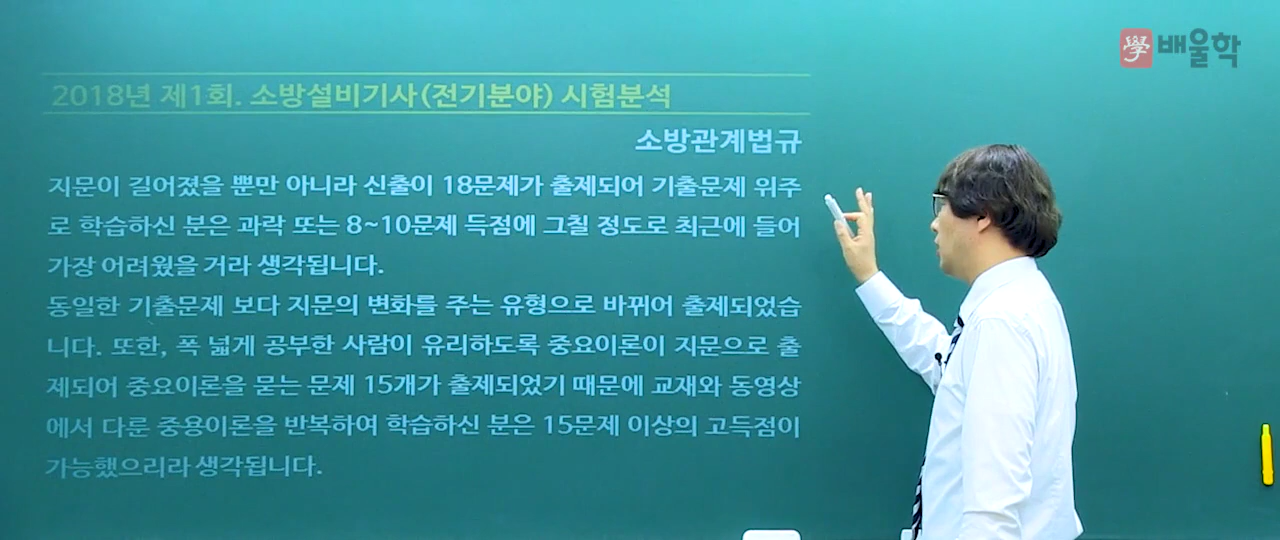 學 배울학
2018년 제1회. 소방설비기사(전기분야) 시험분석
소방관계법규
지문이 길어졌을 뿐만 아니라 신출이 18문제가 출제되어 기출문제 위주
로 학습하신 분은 과락 또는 8~10문제 득점에 그칠 정도로 최근에 들어
가장 어려웠을 거라 생각됩니다.
동일한 기출문제 보다 지문의 변화를 주는 유형으로 바뀌어 출제되었습
니다. 또한, 폭 넓게 공부한 사람이 유리하도록 중요이론이 지문으로 출
제되어 중요이론을 묻는 문제 15개가 출제되었기 때문에 교재와 동영상
에서 다룬 중용이론을 반복하여 학습하신 분은 15문제 이상의 고득점이
가능했으리라 생각됩니다.